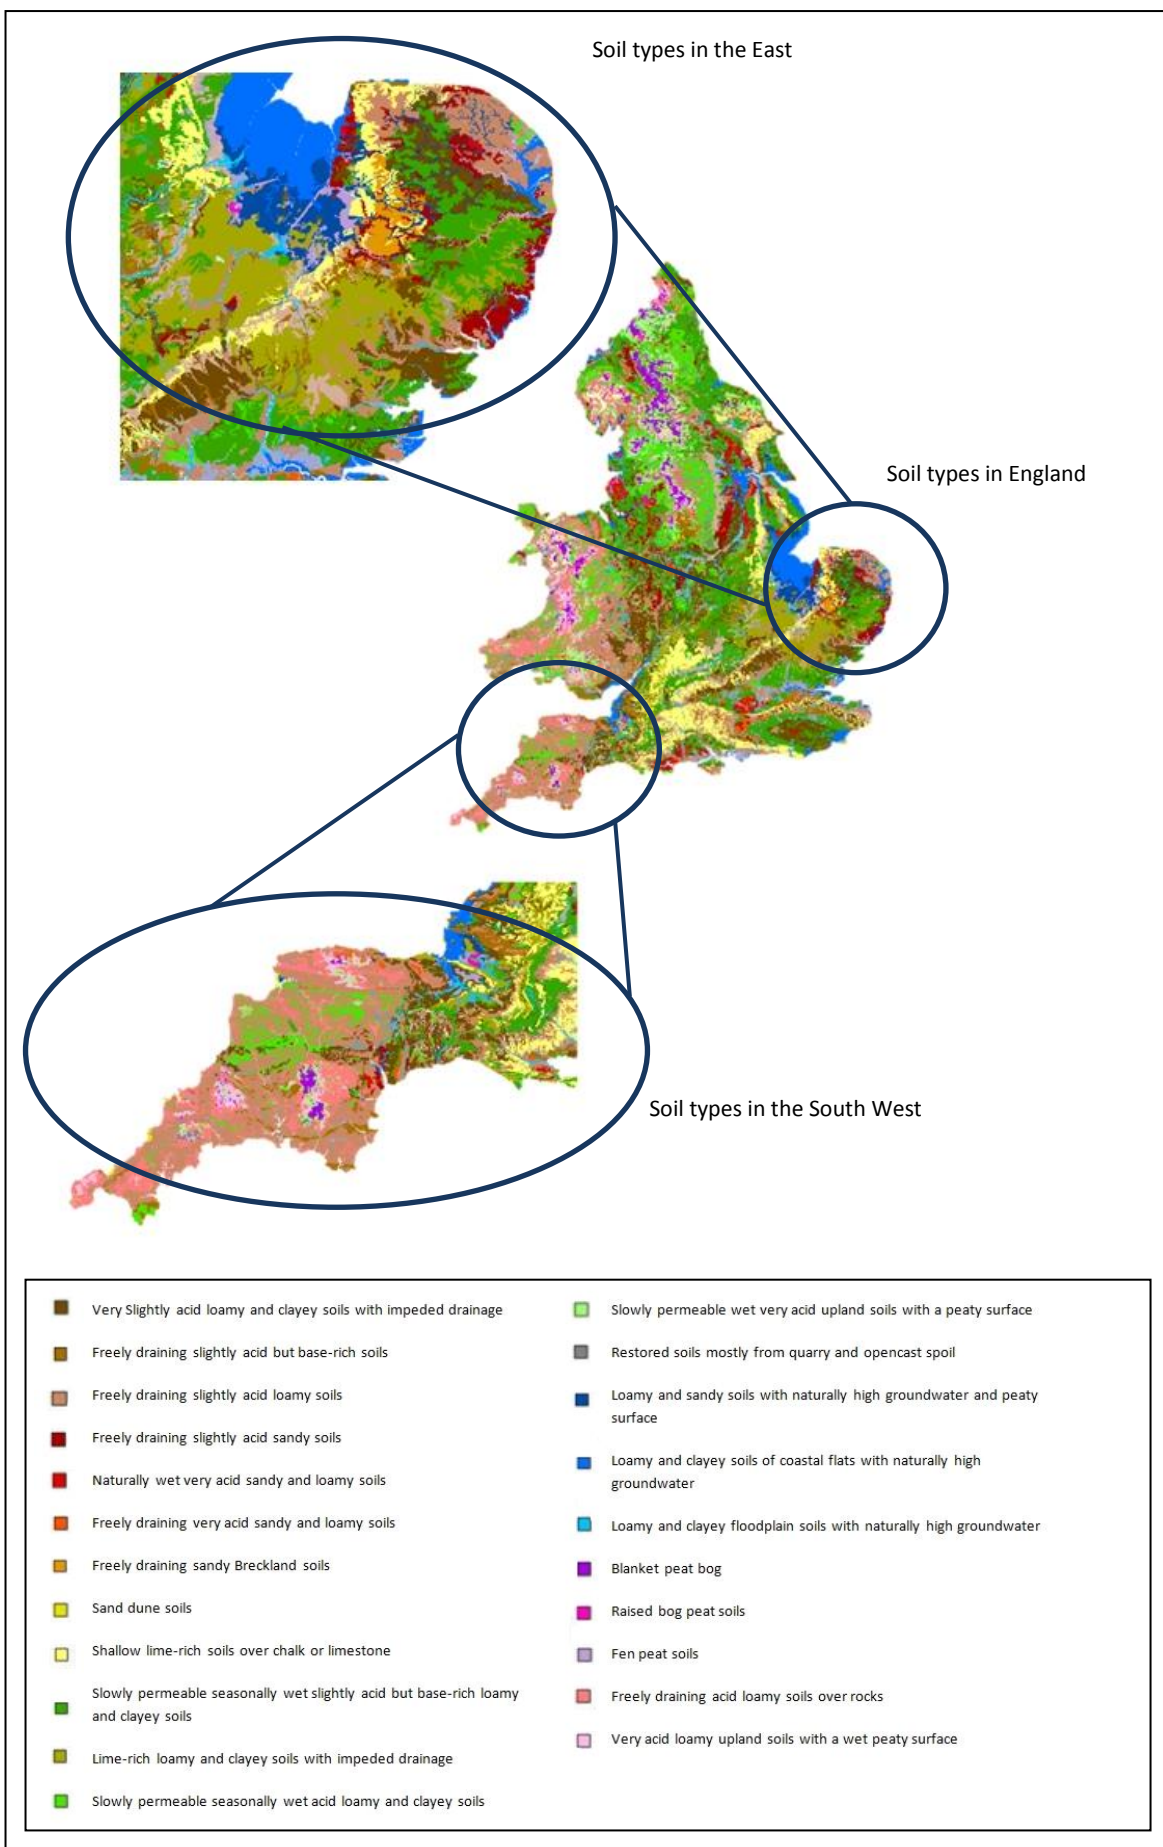 Soil types in the East
Soil types in England
Soil types in the South West
Very Slightly acid loamy and clayey soils with impeded drainage
Freely draining slightly acid but base-rich soils
Freely draining slightly acid loamy soils
Freely draining slightly acid sandy soils
Naturally wet very acid sandy and loamy soils
Freely draining very acid sandy and loamy soils
Freely draining sandy Breckland soils
Sand dune soils
Shallow lime-rich soils over chalk or limestone
Slowly permeable seasonally wet slightly acid but base-rich loamy
and clayey soils
Lime-rich loamy and clayey soils with impeded drainage
Slowly permeable seasonally wet acid loamy and clayey soils
Slowly permeable wet very acid upland soils with a peaty surface
Restored soils mostly from quarry and opencast spoil
Loamy and sandy soils with naturally high groundwater and peaty
surface
Loamy and clayey soils of coastal flats with naturally high
groundwater
Loamy and clayey floodplain soils with naturally high groundwater
Blanket peat bog
Raised bog peat soils
Fen peat soils
Freely draining acid loamy soils over rocks
Very acid loamy upland soils with a wet peaty surface